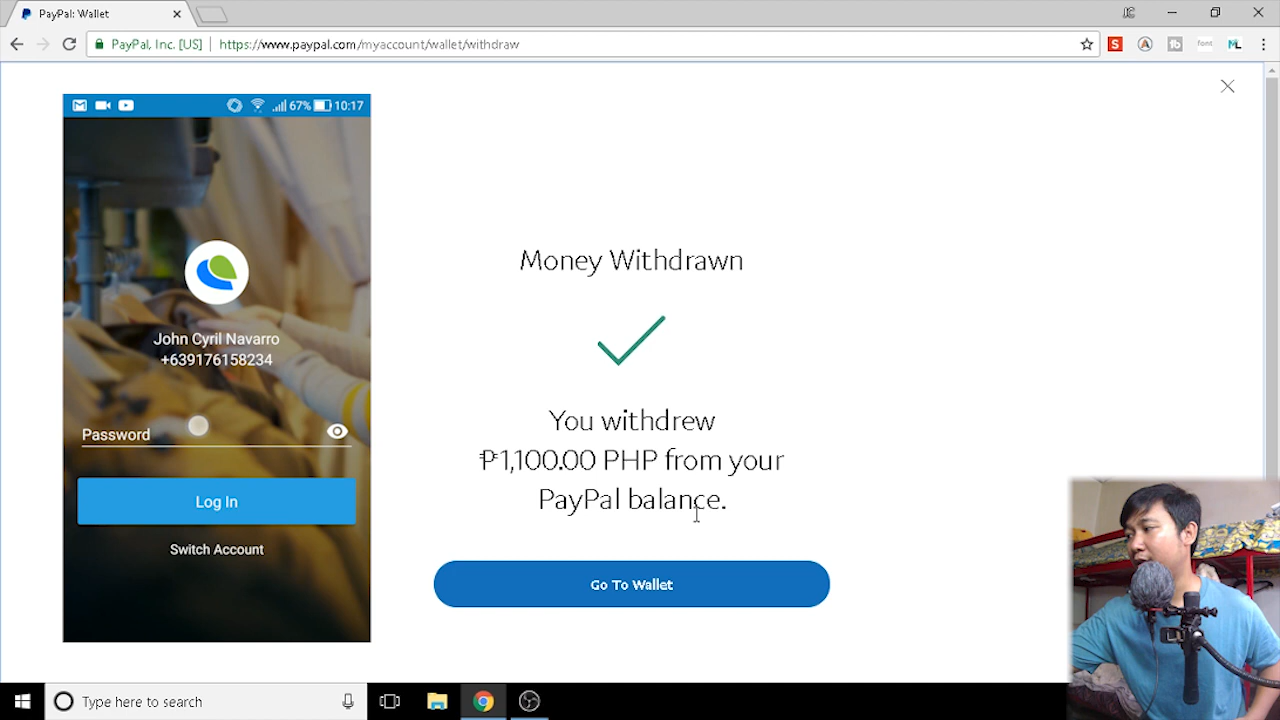 PayPal: Wallet
PayPal, Inc. [US]
https://www.paypal.com/myaccount/wallet/withdraw
67%
10:17
John Cyril Navarro
+639176158234
Password
Log In
Switch Account
Money Withdrawn
You withdrew
₱1,100.00 PHP from your
PayPal balance.
Go To Wallet
Type here to search